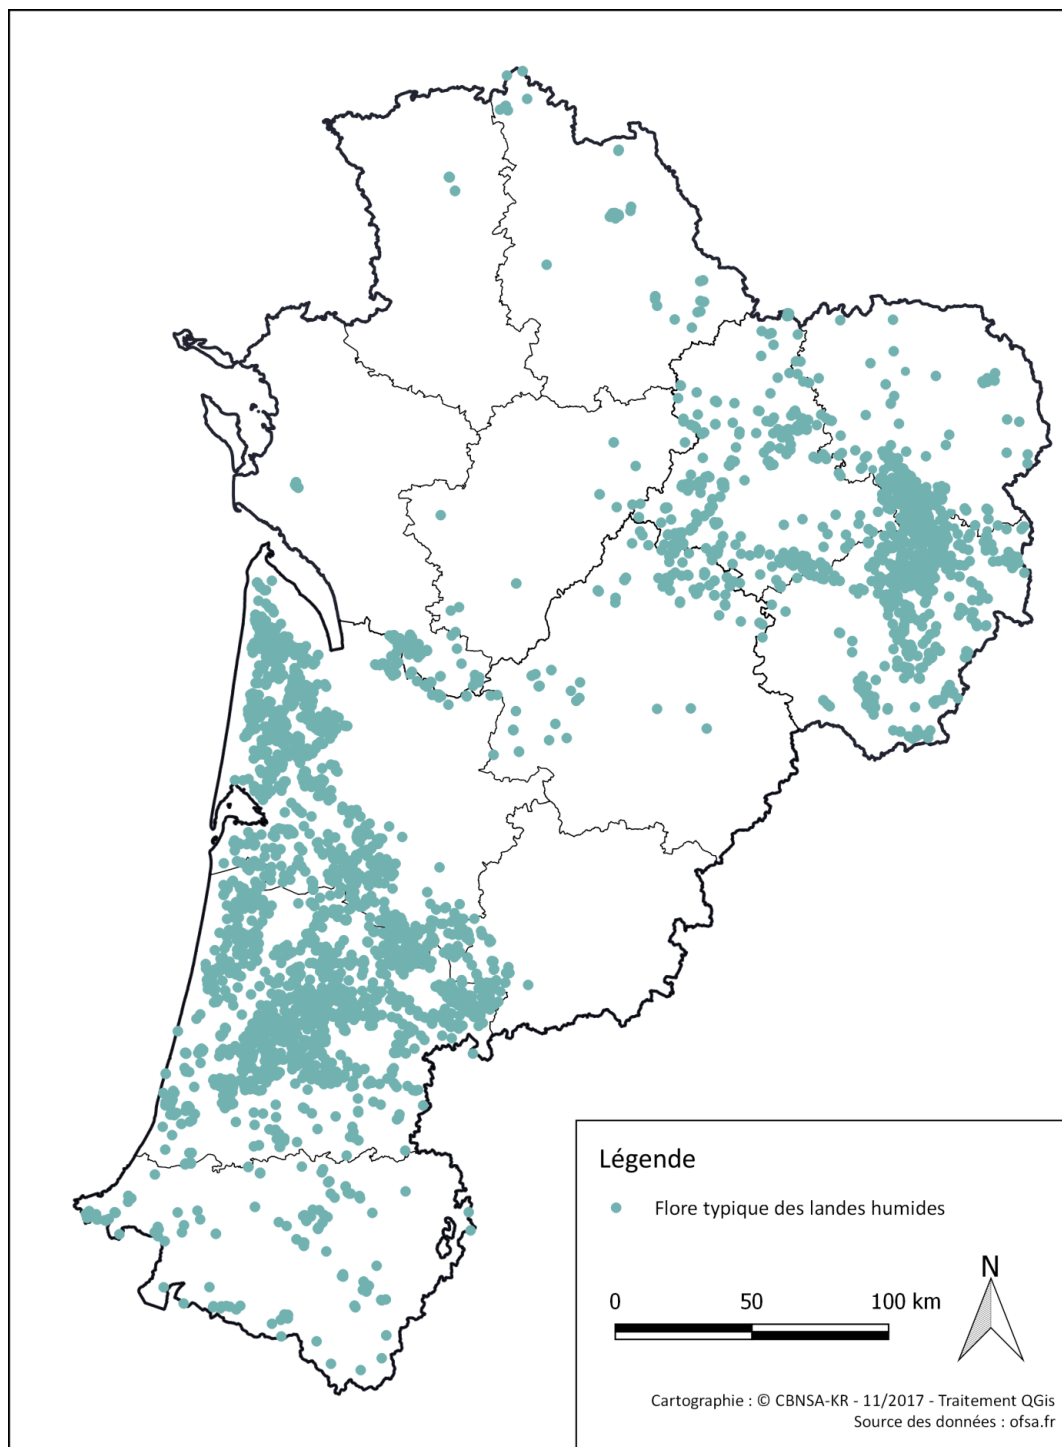 Légende
Flore typique des landes humides
N
0 50 100 km
Cartographie : © CBNSA-KR - 11/2017 - Traitement QGis
Source des données : ofsa.fr